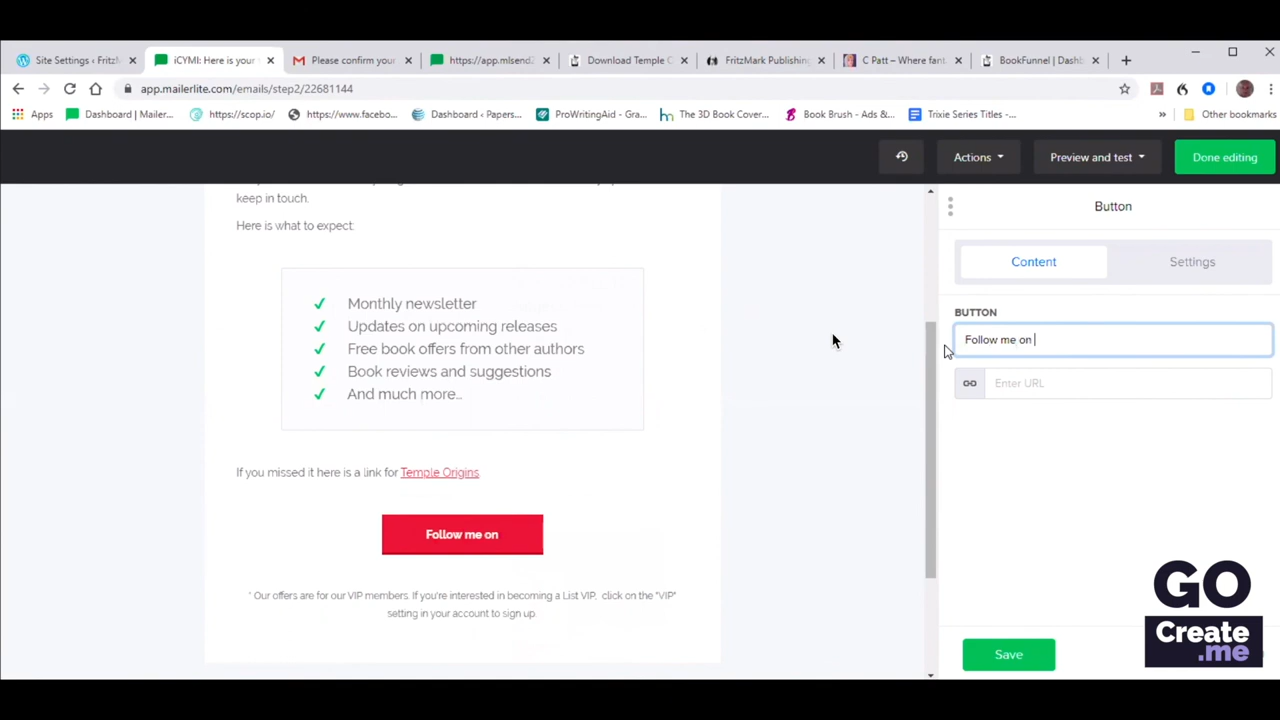 Site Settings ‹ FritzM
iCYMI: Here is your
Please confirm your
https://app.mlsend2
Download Temple O
FritzMark Publishing
C Patt – Where fant
BookFunnel | Dashb
app.mailerlite.com/emails/step2/22681144
Apps
Dashboard | Mailer...
https://scop.io/
https://www.facebo...
Dashboard ‹ Papers...
ProWritingAid - Gra...
The 3D Book Cover...
Book Brush - Ads &...
Trixie Series Titles -...
»
Other bookmarks
Actions
Preview and test
Done editing
keep in touch.
Here is what to expect:
Monthly newsletter
Updates on upcoming releases
Free book offers from other authors
Book reviews and suggestions
And much more...
If you missed it here is a link for Temple Origins.
Follow me on
* Our offers are for our VIP members. If you're interested in becoming a List VIP, click on the "VIP"
setting in your account to sign up.
Button
Content
Settings
BUTTON
Follow me on
Enter URL
Save
GO
Create
.me